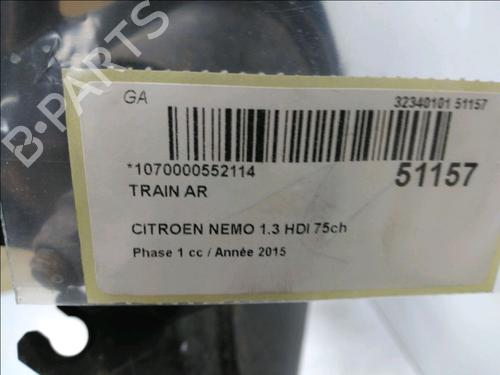 GA
32340101 51157
*1070000552114
51157
TRAIN AR
CITROEN NEMO 1.3 HDI 75ch
Phase 1 cc / Année 2015
B-PARTS